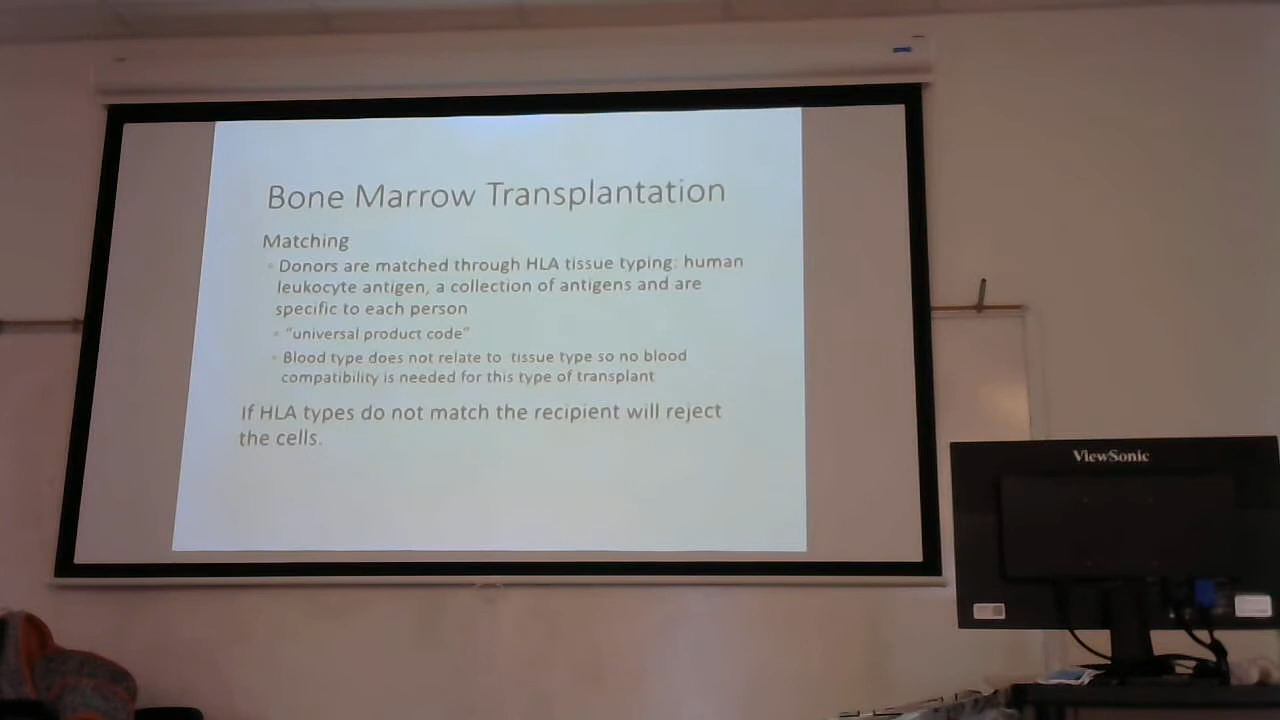 Bone Marrow Transplantation
Matching
Donors are matched through HLA tissue typing: human
leukocyte antigen, a collection of antigens and are
specific to each person
"universal product code"
Blood type does not relate to tissue type so no blood
compatibility is needed for this type of transplant
If HLA types do not match the recipient will reject
the cells.
ViewSonic